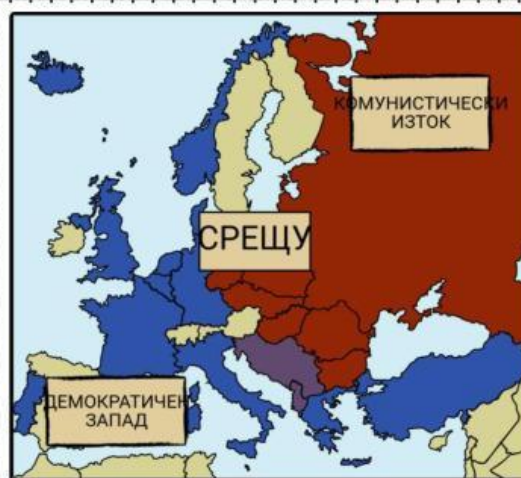 КОМУНИСТИЧЕСКИ
ИЗТОК
СРЕЩУ
ДЕМОКРАТИЧЕН
ЗАПАД